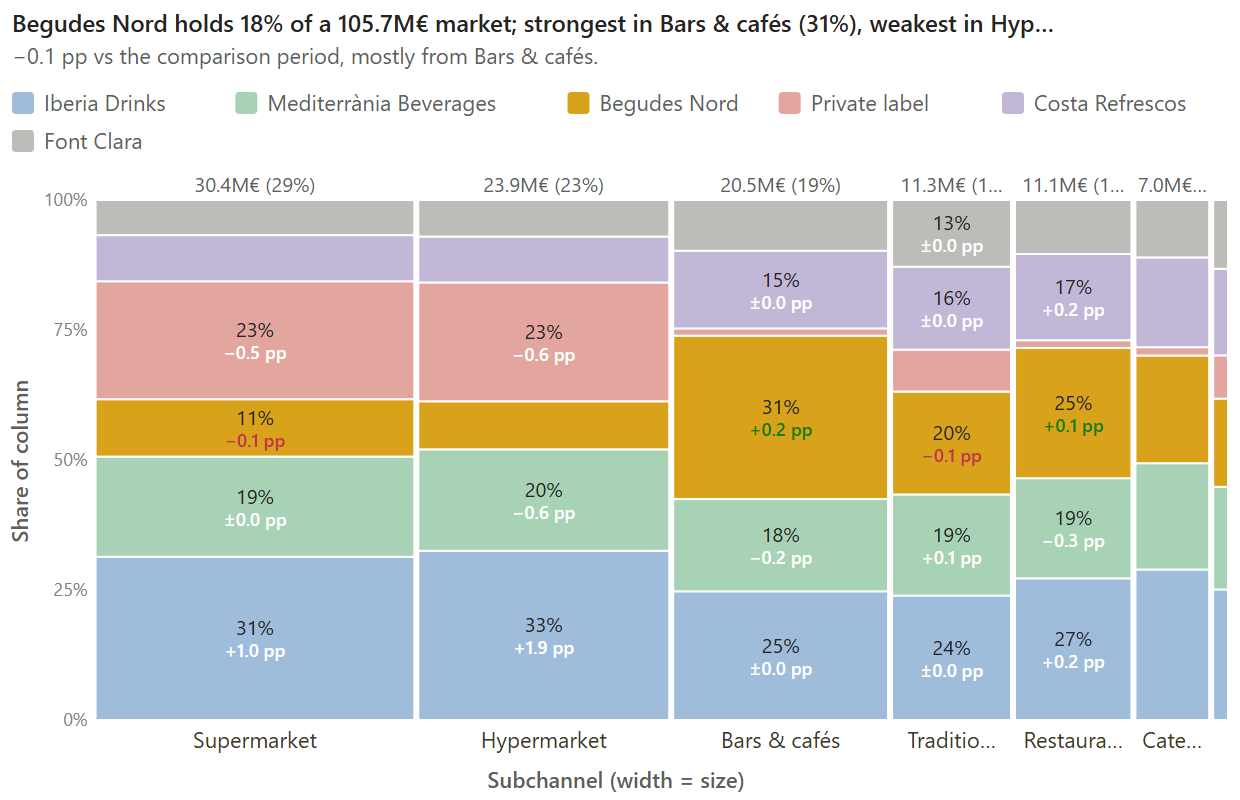 Begudes Nord holds 18% of a 105.7M€ market; strongest in Bars & cafés (31%), weakest in Hyp...
−0.1 pp vs the comparison period, mostly from Bars & cafés.
Iberia Drinks Mediterrània Beverages Begudes Nord Private label Costa Refrescos
Font Clara
30.4M€ (29%) 23.9M€ (23%) 20.5M€ (19%) 11.3M€ (1... 11.1M€ (1... 7.0M€...
100%
13%
±0.0 pp
15%
±0.0 pp
16%
±0.0 pp
17%
+0.2 pp
75%
23%
−0.5 pp
23%
−0.6 pp
11%
−0.1 pp
31%
+0.2 pp
20%
−0.1 pp
25%
+0.1 pp
50%
19%
±0.0 pp
20%
−0.6 pp
18%
−0.2 pp
19%
+0.1 pp
19%
−0.3 pp
25%
31%
+1.0 pp
33%
+1.9 pp
25%
±0.0 pp
24%
±0.0 pp
27%
+0.2 pp
0%
Share of column
Supermarket Hypermarket Bars & cafés Traditio... Restaura... Cate...
Subchannel (width = size)